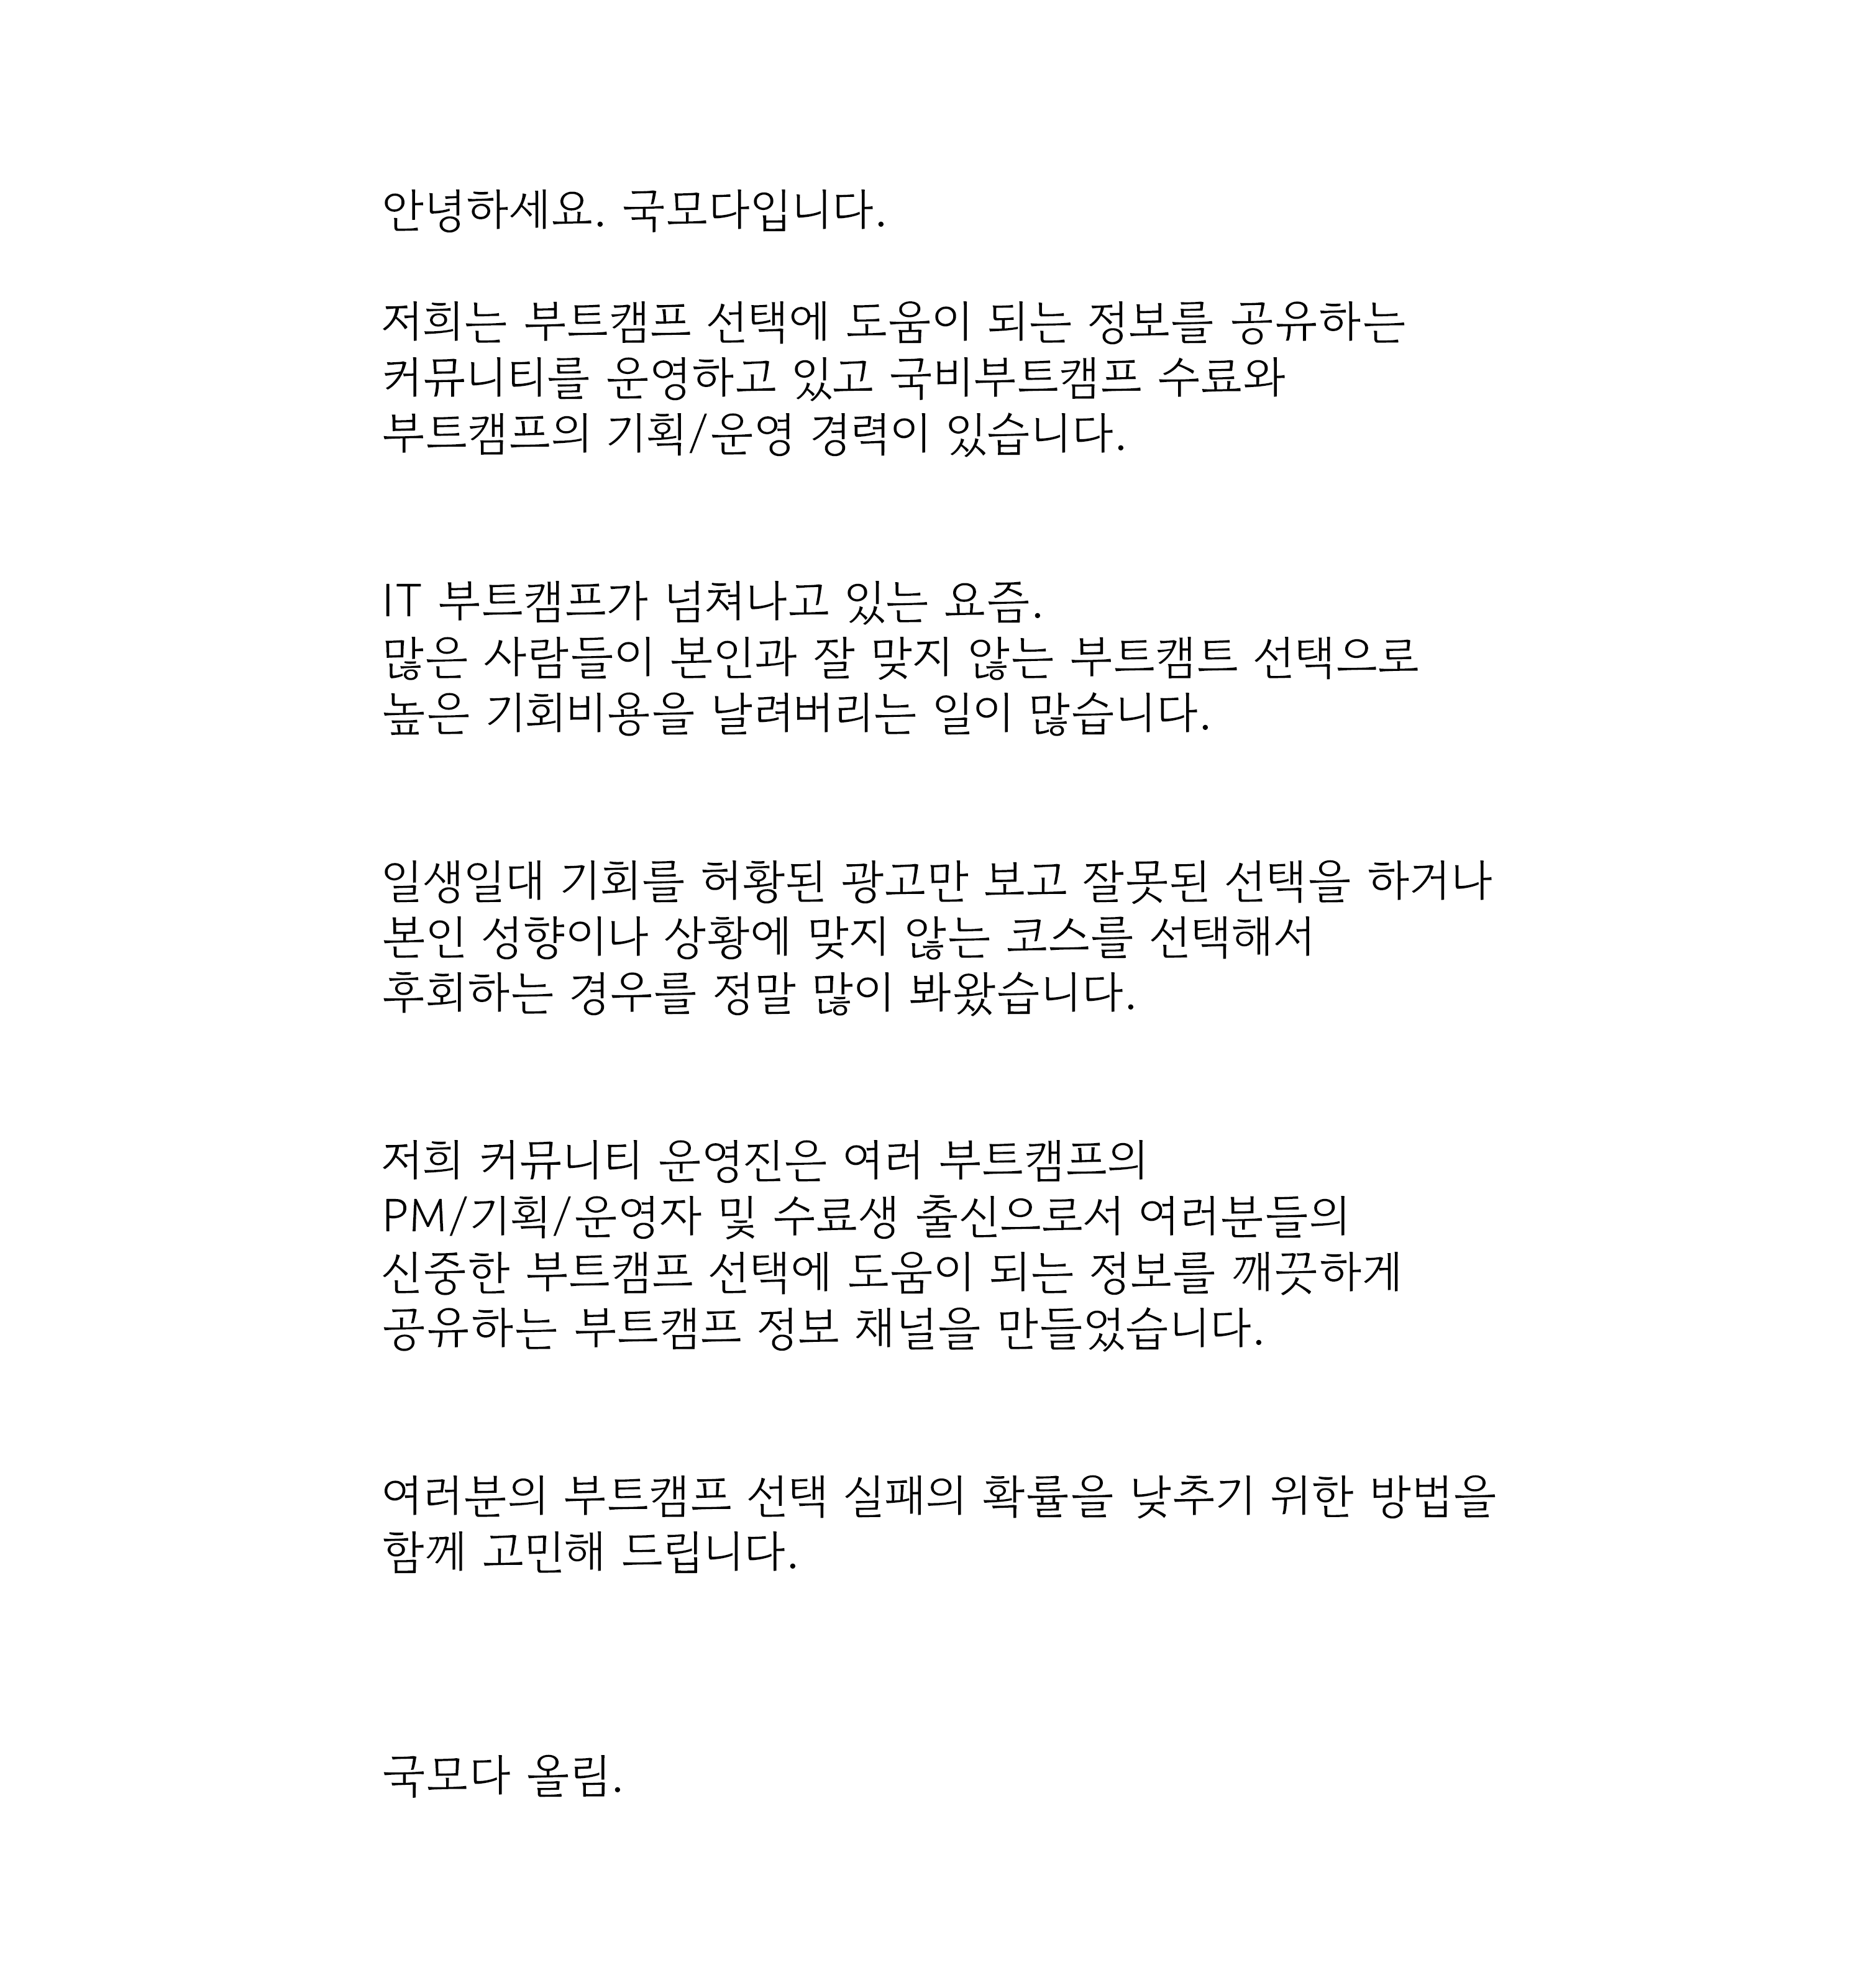 안녕하세요. 국모다입니다.
저희는 부트캠프 선택에 도움이 되는 정보를 공유하는
커뮤니티를 운영하고 있고 국비부트캠프 수료와
부트캠프의 기획/운영 경력이 있습니다.
IT 부트캠프가 넘쳐나고 있는 요즘.
많은 사람들이 본인과 잘 맞지 않는 부트캠트 선택으로
높은 기회비용을 날려버리는 일이 많습니다.
일생일대 기회를 허황된 광고만 보고 잘못된 선택을 하거나
본인 성향이나 상황에 맞지 않는 코스를 선택해서
후회하는 경우를 정말 많이 봐왔습니다.
저희 커뮤니티 운영진은 여러 부트캠프의
PM/기획/운영자 및 수료생 출신으로서 여러분들의
신중한 부트캠프 선택에 도움이 되는 정보를 깨끗하게
공유하는 부트캠프 정보 채널을 만들었습니다.
여러분의 부트캠프 선택 실패의 확률을 낮추기 위한 방법을
함께 고민해 드립니다.
국모다 올림.